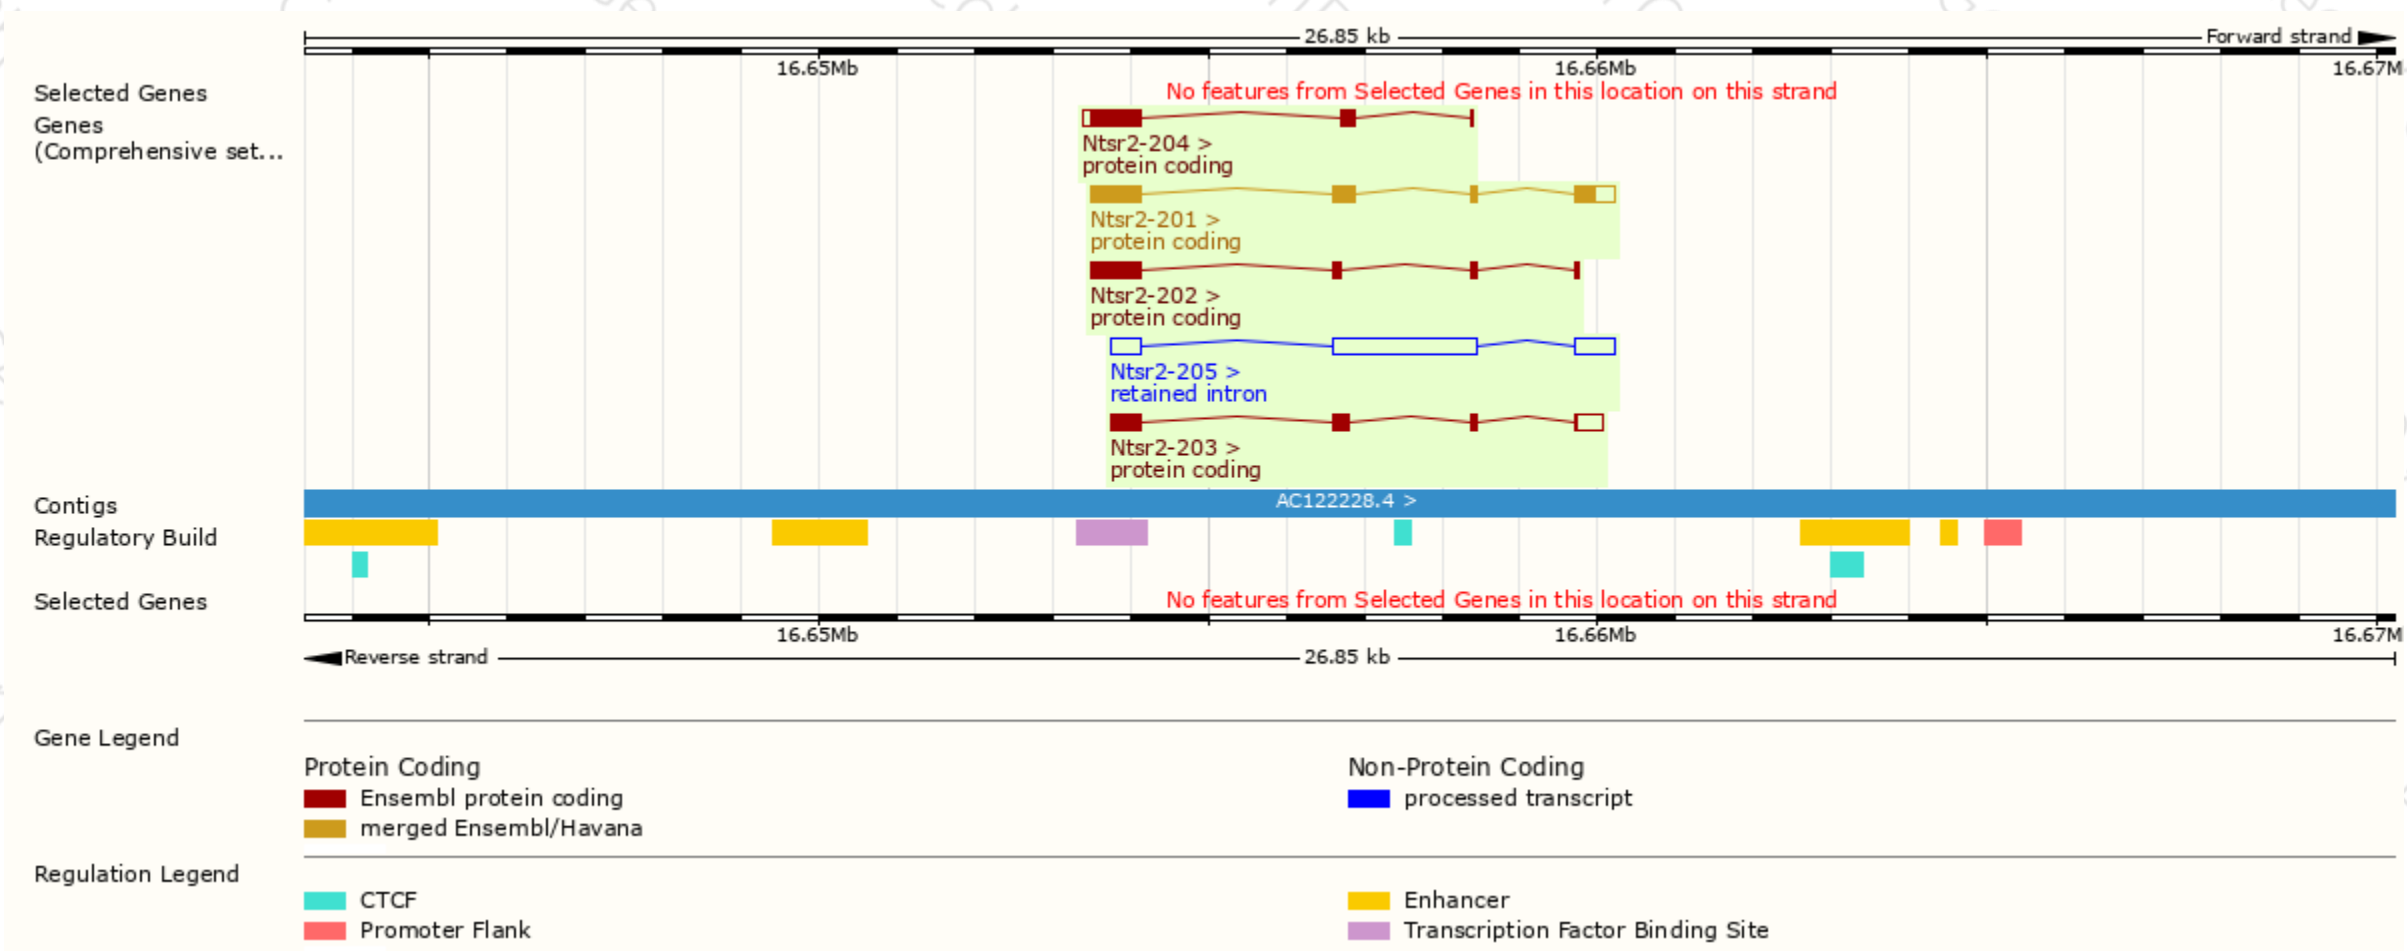 26.85 kb
Forward strand
16.65Mb 16.66Mb 16.67M
Selected Genes
No features from Selected Genes in this location on this strand
Genes
(Comprehensive set...
Ntsr2-204 >
protein coding
Ntsr2-201 >
protein coding
Ntsr2-202 >
protein coding
Ntsr2-205 >
retained intron
Ntsr2-203 >
protein coding
Contigs
AC122228.4 >
Regulatory Build
Selected Genes
No features from Selected Genes in this location on this strand
16.65Mb 16.66Mb 16.67M
Reverse strand
26.85 kb
Gene Legend
Protein Coding
Non-Protein Coding
Ensembl protein coding
processed transcript
merged Ensembl/Havana
Regulation Legend
CTCF
Enhancer
Promoter Flank
Transcription Factor Binding Site